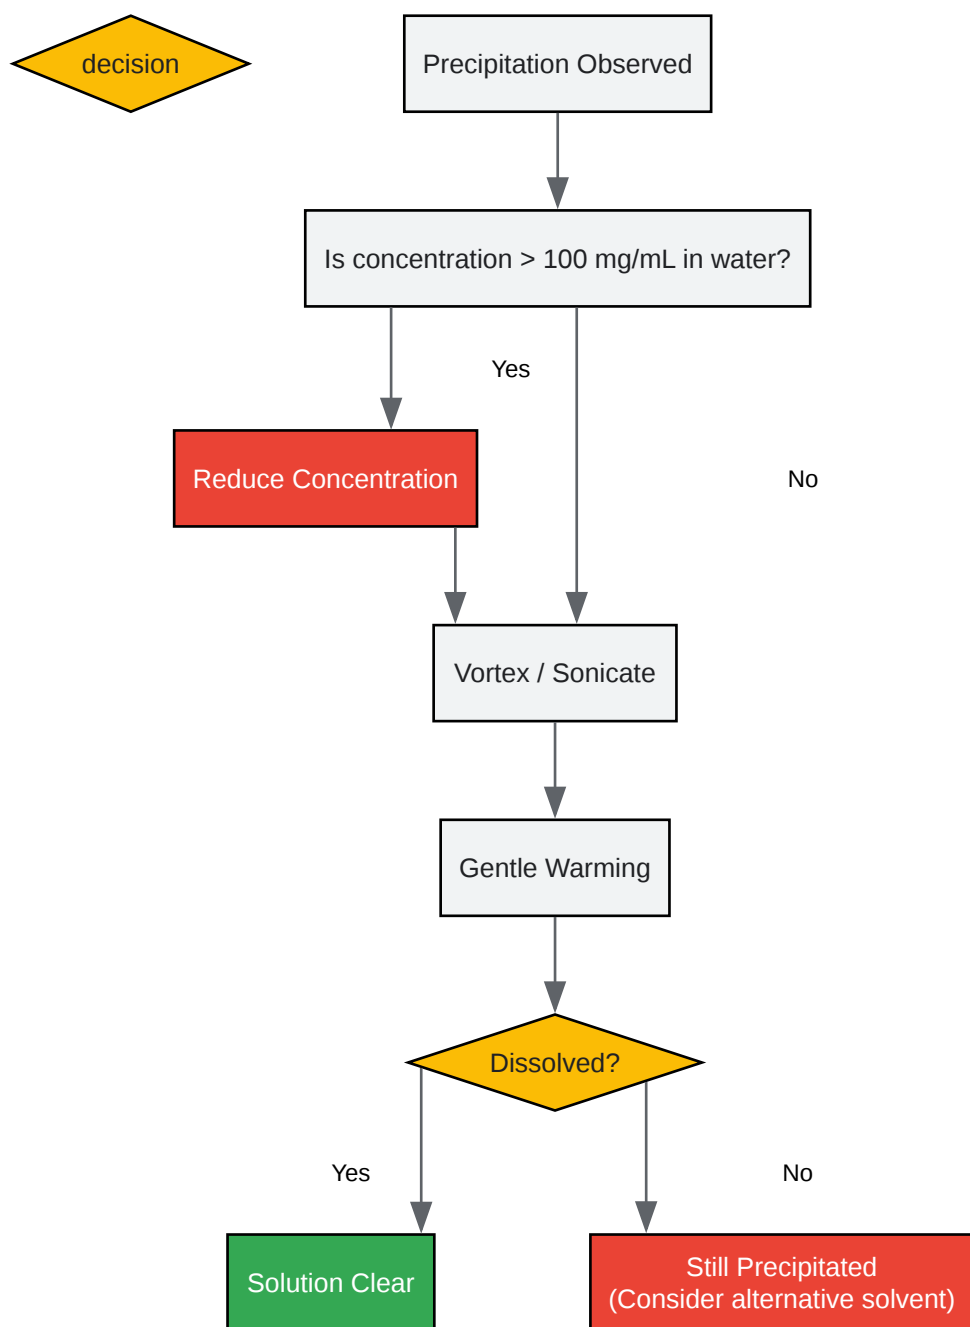 decision
Precipitation Observed
Is concentration > 100 mg/mL in water?
Yes
Reduce Concentration
No
Vortex / Sonicate
Gentle Warming
Dissolved?
Yes
No
Solution Clear
Still Precipitated
(Consider alternative solvent)